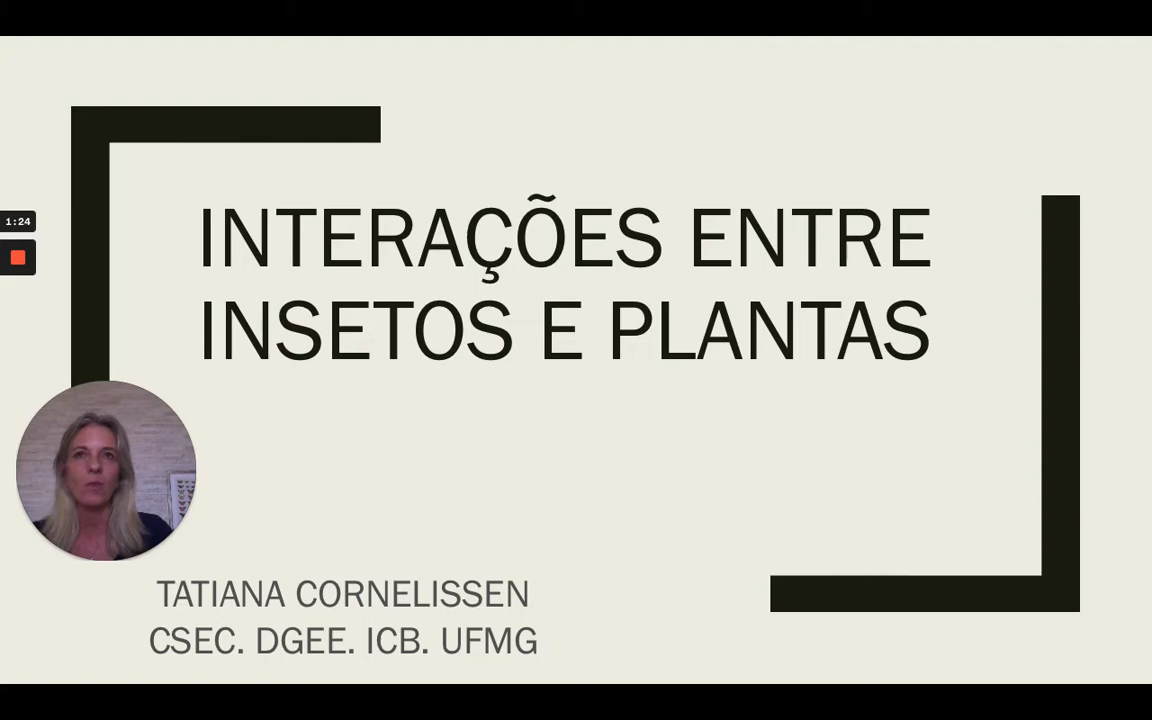 1:24
INTERAÇÕES ENTRE
INSETOS E PLANTAS
TATIANA CORNELISSEN
CSEC. DGEE. ICB. UFMG